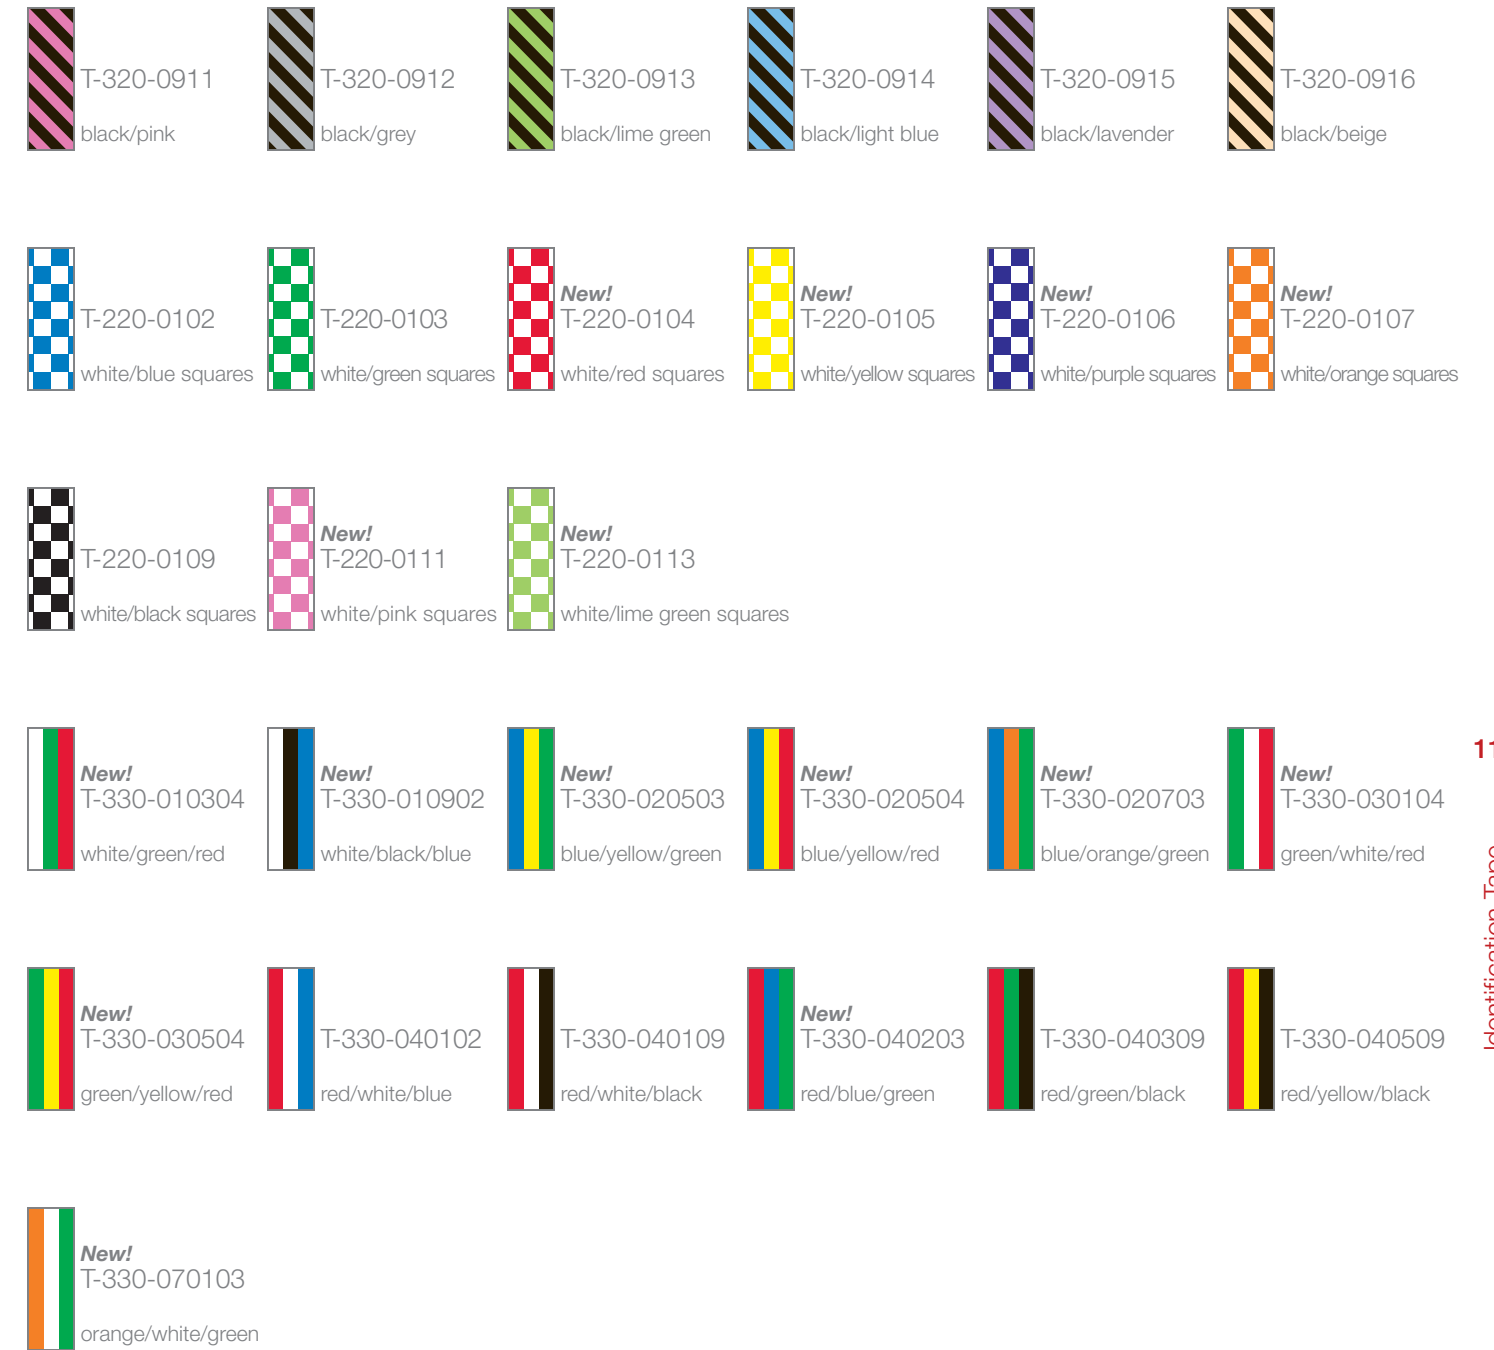 T-320-0911
black/pink
T-320-0912
black/grey
T-320-0913
black/lime green
T-320-0914
black/light blue
T-320-0915
black/lavender
T-320-0916
black/beige
T-220-0102
white/blue squares
T-220-0103
white/green squares
New!
T-220-0104
white/red squares
New!
T-220-0105
white/yellow squares
New!
T-220-0106
white/purple squares
New!
T-220-0107
white/orange squares
T-220-0109
white/black squares
New!
T-220-0111
white/pink squares
New!
T-220-0113
white/lime green squares
New!
T-330-010304
white/green/red
New!
T-330-010902
white/black/blue
New!
T-330-020503
blue/yellow/green
New!
T-330-020504
blue/yellow/red
New!
T-330-020703
blue/orange/green
New!
T-330-030104
green/white/red
New!
T-330-030504
green/yellow/red
T-330-040102
red/white/blue
T-330-040109
red/white/black
New!
T-330-040203
red/blue/green
T-330-040309
red/green/black
T-330-040509
red/yellow/black
New!
T-330-070103
orange/white/green
11
Identification Tape